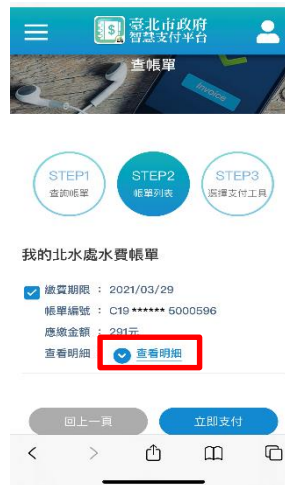 臺北市政府
智慧支付平台
查帳單
Invoice
STEP1
查詢帳單
STEP2
帳單列表
STEP3
選擇支付工具
我的北水處水費帳單
繳費期限 : 2021/03/29
帳單編號 : C19 ****** 5000596
應繳金額 : 291元
查看明細 查看明細
回上一頁
立即支付